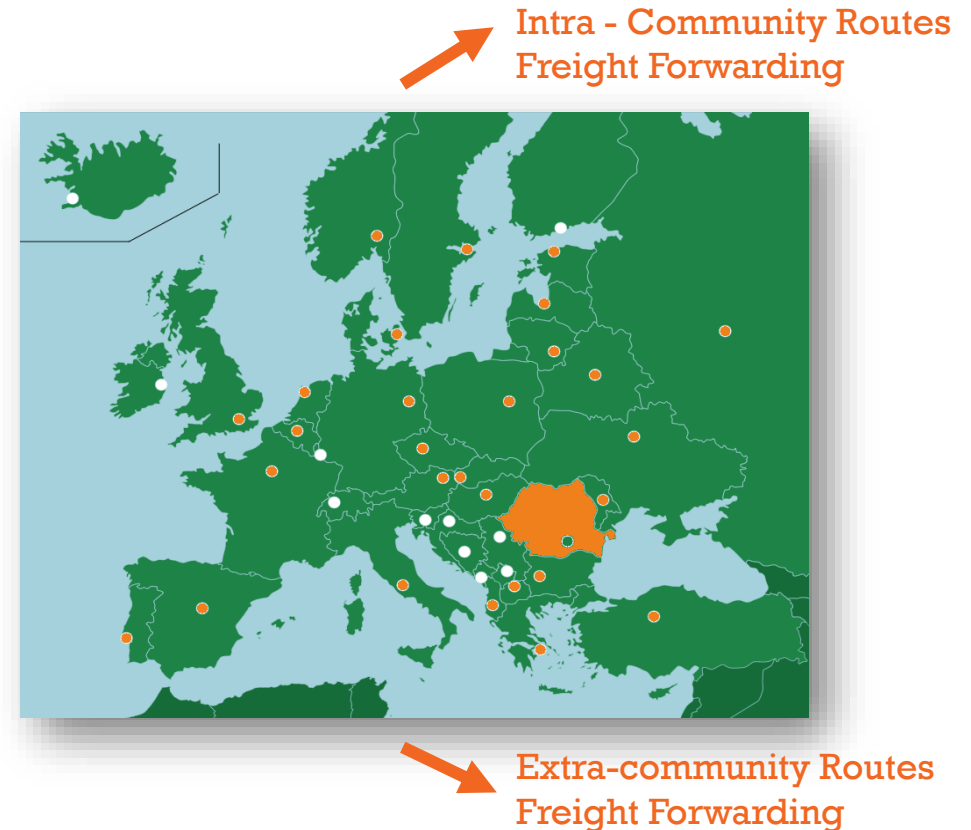 Intra - Community Routes
Freight Forwarding
Extra-community Routes
Freight Forwarding